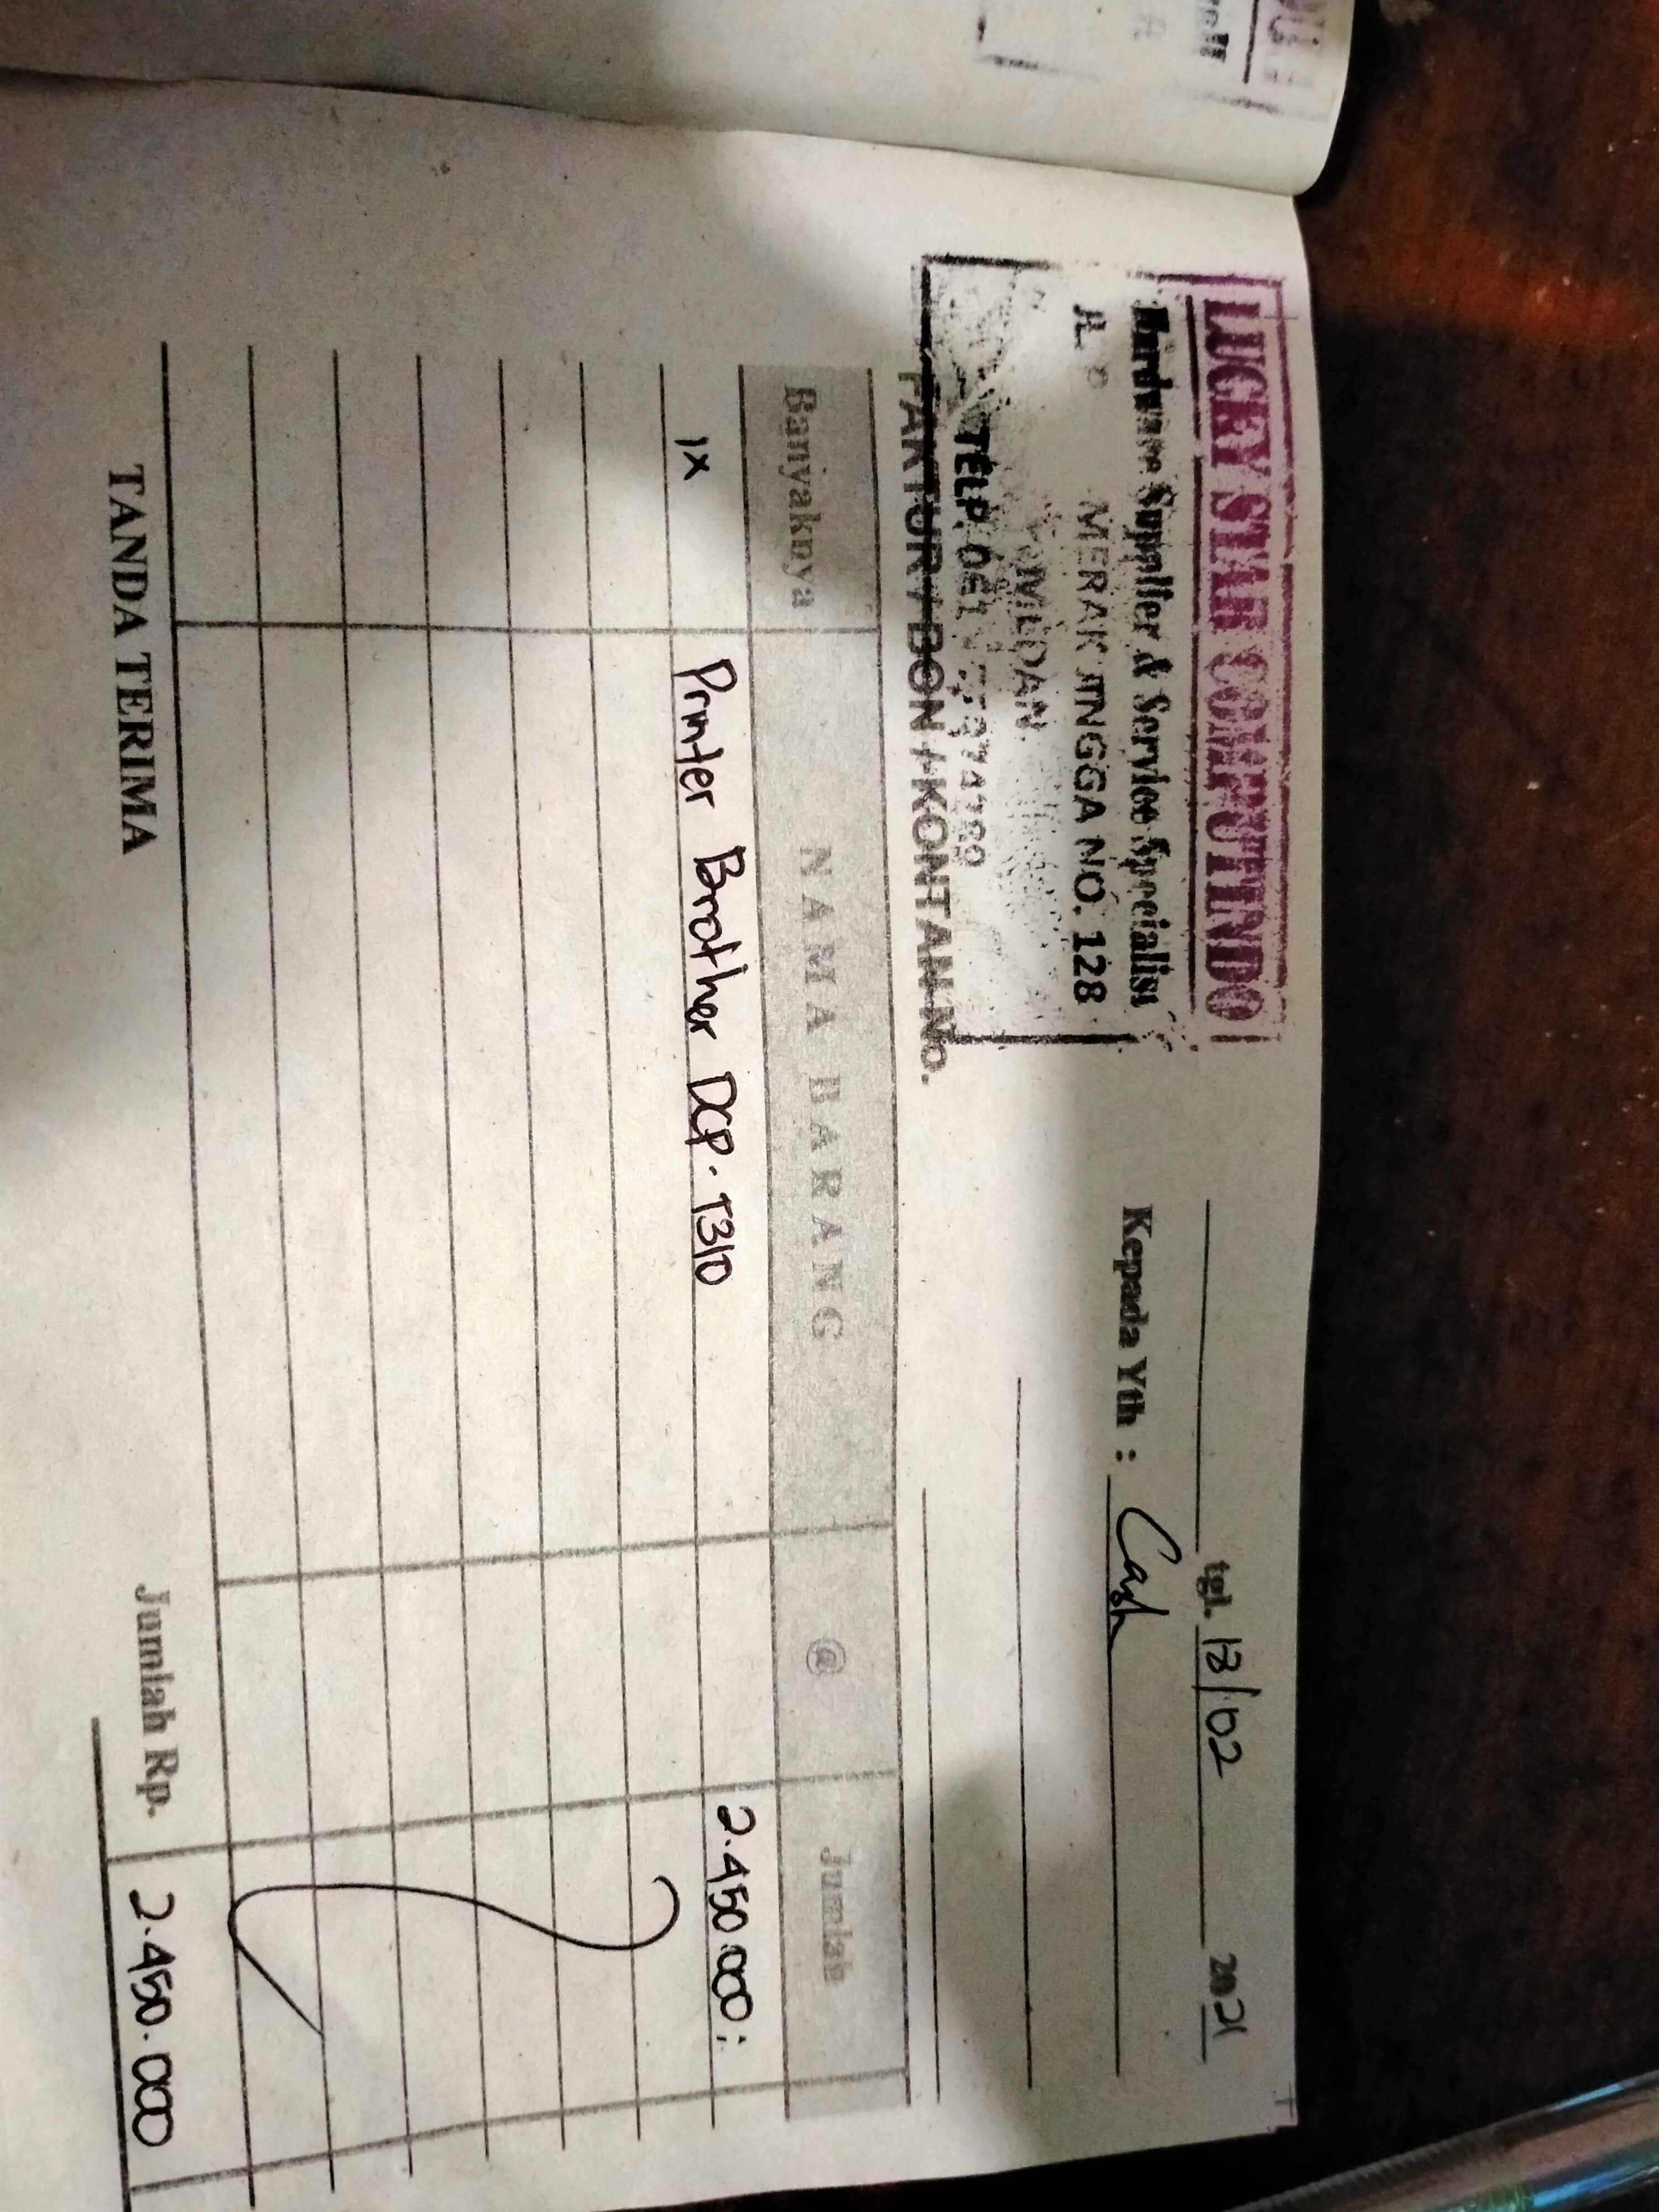 LUCKY STAR COMPUTINDO
Hardware Supplier & Service Specialist
JL. MERAK JINGGA NO. 128
MEDAN
TELP. 061
FAKTUR / BON / KONTAN No.
tgl. 18/02 2021
Kepada Yth : Cash
Banyaknya NAMA BARANG @ Jumlah
1x Printer Brother DCP-T310 2.450.000:
TANDA TERIMA Jumlah Rp. 2.450.000